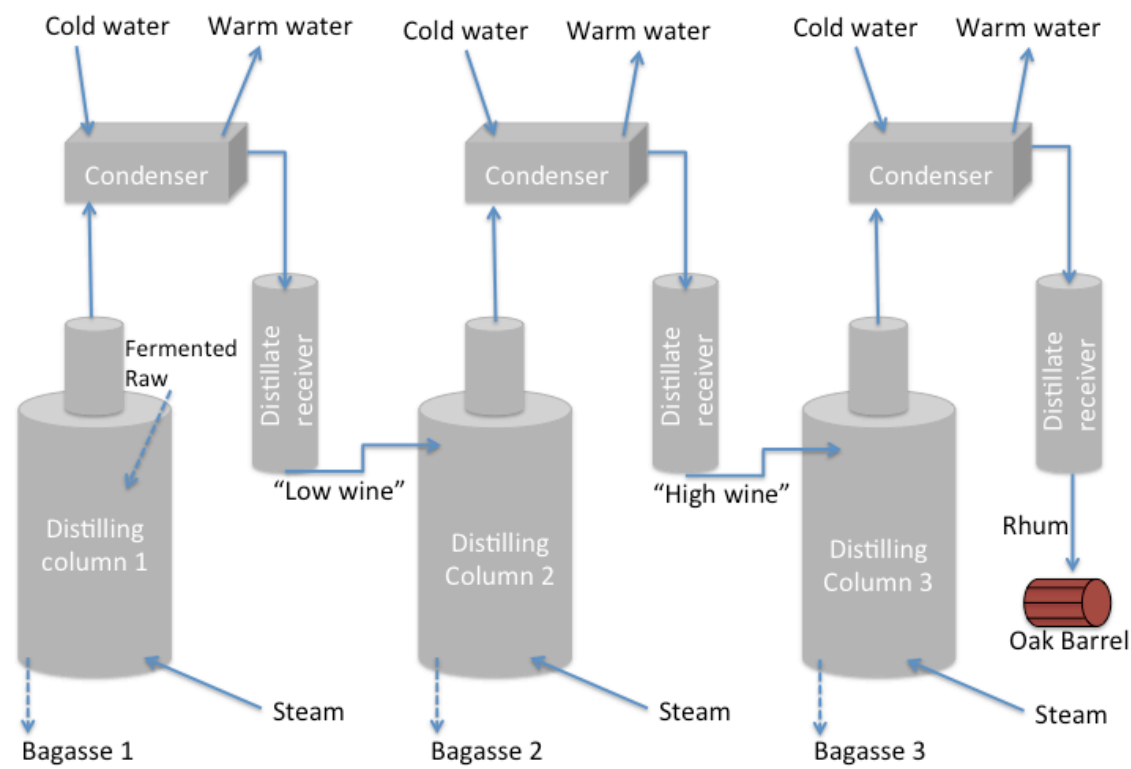 Cold water
Warm water
Cold water
Warm water
Cold water
Warm water
Condenser
Condenser
Condenser
Fermented
Raw
Distillate
receiver
Distillate
receiver
Distillate
receiver
“Low wine”
“High wine”
Distilling
column 1
Distilling
Column 2
Distilling
Column 3
Rhum
Oak Barrel
Steam
Steam
Steam
Bagasse 1
Bagasse 2
Bagasse 3